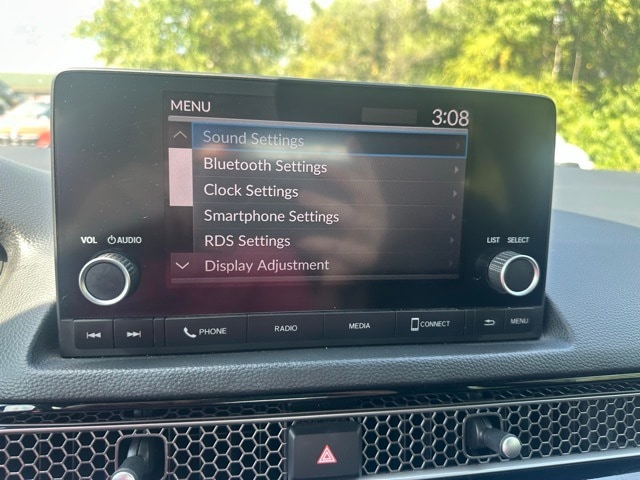 MENU 3:08
Sound Settings
Bluetooth Settings
Clock Settings
Smartphone Settings
RDS Settings
Display Adjustment
VOL AUDIO
LIST SELECT
PHONE RADIO MEDIA CONNECT MENU